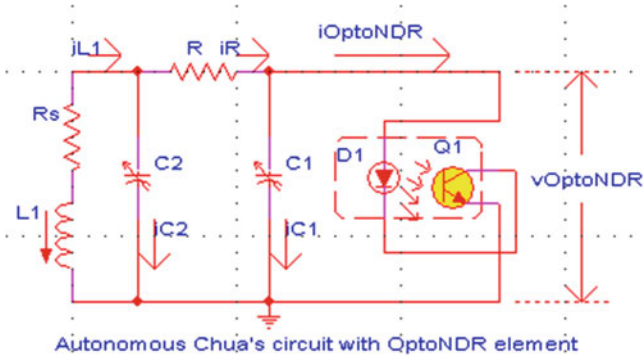 iL1 R iR iOptoNDR
Rs
D1 Q1
C2 C1
vOptoNDR
L1
iC2 iC1
Autonomous Chua's circuit with OptoNDR element